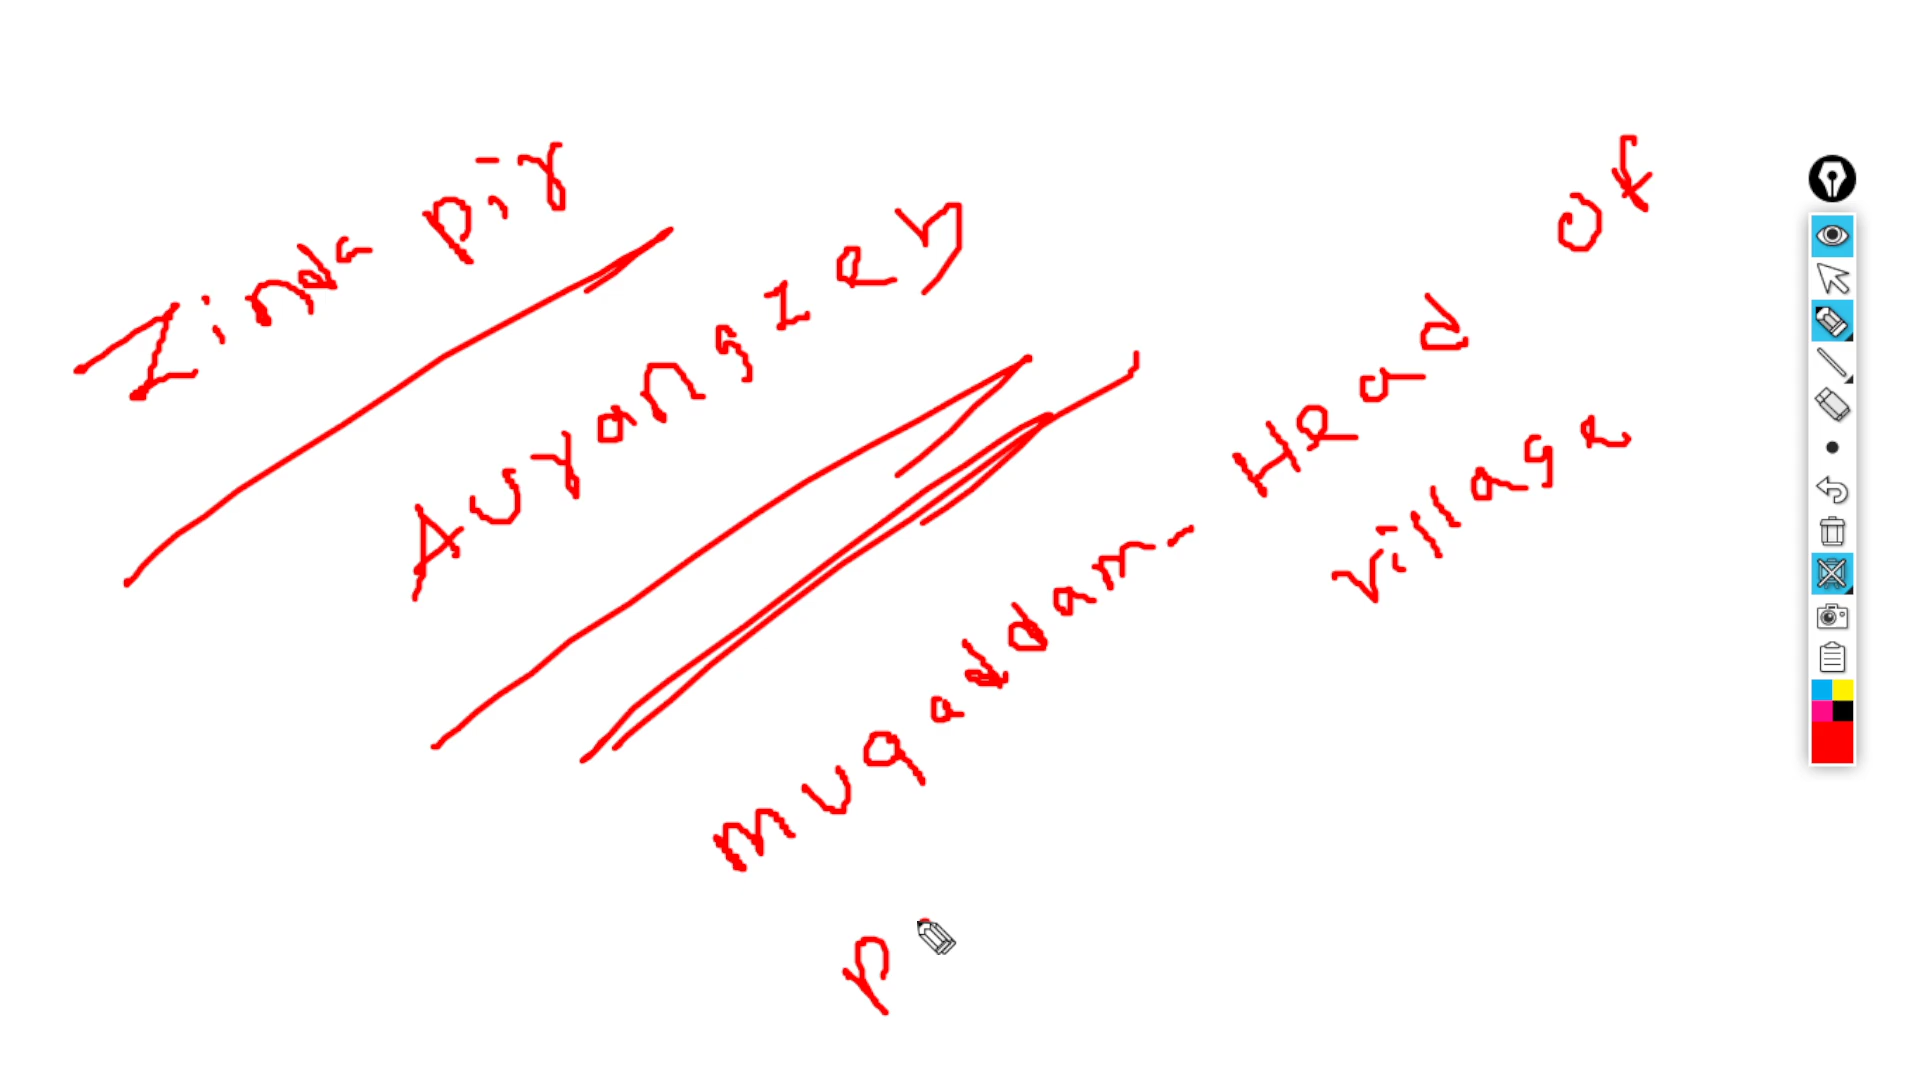 Zinda pir
Aurangzeb
muqaddam - Head of
village
P